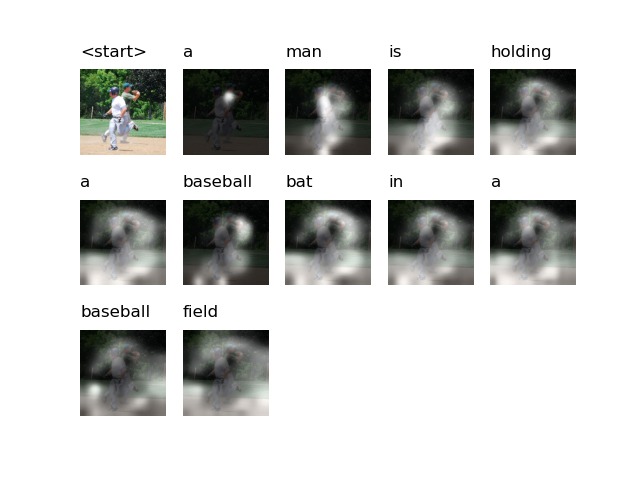 <start> a man is holding
a baseball bat in a
baseball field